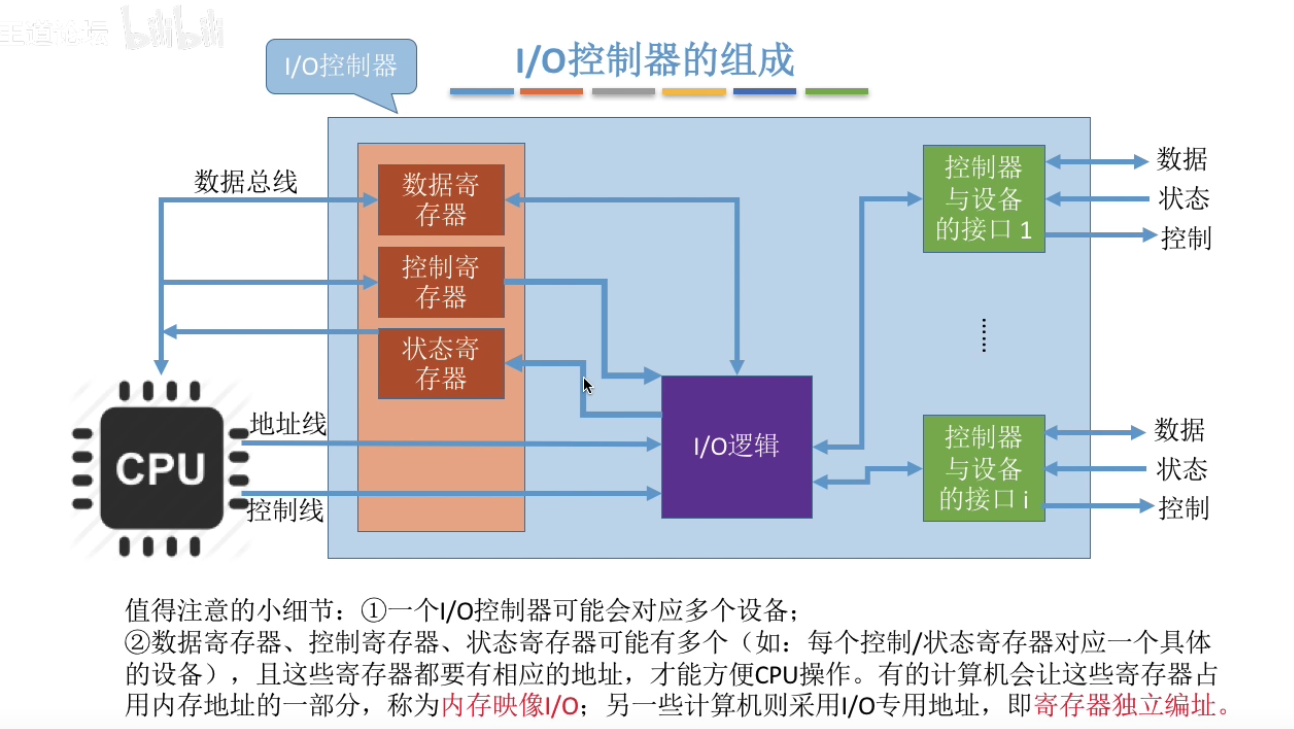 王道论坛 bilibili
I/O控制器
I/O控制器的组成
数据总线
数据寄
存器
控制寄
存器
状态寄
存器
地址线
CPU
控制线
I/O逻辑
控制器
与设备
的接口 1
数据
状态
控制
控制器
与设备
的接口 i
数据
状态
控制
值得注意的小细节：①一个I/O控制器可能会对应多个设备；
②数据寄存器、控制寄存器、状态寄存器可能有多个（如：每个控制/状态寄存器对应一个具体
的设备），且这些寄存器都要有相应的地址，才能方便CPU操作。有的计算机会让这些寄存器占
用内存地址的一部分，称为内存映像I/O；另一些计算机则采用I/O专用地址，即寄存器独立编址。